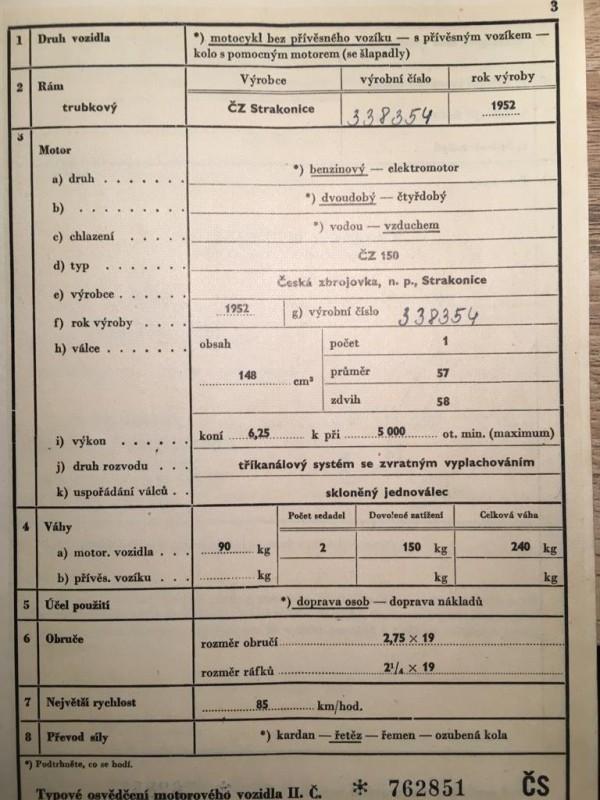 3
1 Druh vozidla *) motocykl bez přívěsného vozíku — s přívěsným vozíkem —
kolo s pomocným motorem (se šlapadly)
2 Rám Výrobce výrobní číslo rok výroby
trubkový ČZ Strakonice 338354 1952
3
Motor
a) druh . . . . . . . *) benzinový — elektromotor
b) . . . . . . . . . *) dvoudobý — čtyřdobý
c) chlazení . . . . . *) vodou — vzduchem
d) typ . . . . . . . ČZ 150
e) výrobce . . . . . . Česká zbrojovka, n. p., Strakonice
f) rok výroby . . . . 1952 g) výrobní číslo 338354
h) válce . . . . . . . obsah počet 1
148 cm³ průměr 57
zdvih 58
i) výkon . . . . . . koní 6,25 k při 5 000 ot. min. (maximum)
j) druh rozvodu . . . tříkanálový systém se zvratným vyplachováním
k) uspořádání válců . . skloněný jednoválec
4 Váhy Počet sedadel Dovolené zatížení Celková váha
a) motor. vozidla . . . 90 kg 2 150 kg 240 kg
b) přívěs. vozíku . . . kg kg kg
5 Účel použití *) doprava osob — doprava nákladů
6 Obruče rozměr obručí 2,75 × 19
rozměr ráfků 2¹/₄ × 19
7 Největší rychlost 85 km/hod.
8 Převod síly *) kardan — řetěz — řemen — ozubená kola
*) Podtrhněte, co se hodí.
Typové osvědčení motorového vozidla II. Č. * 762851 ČS